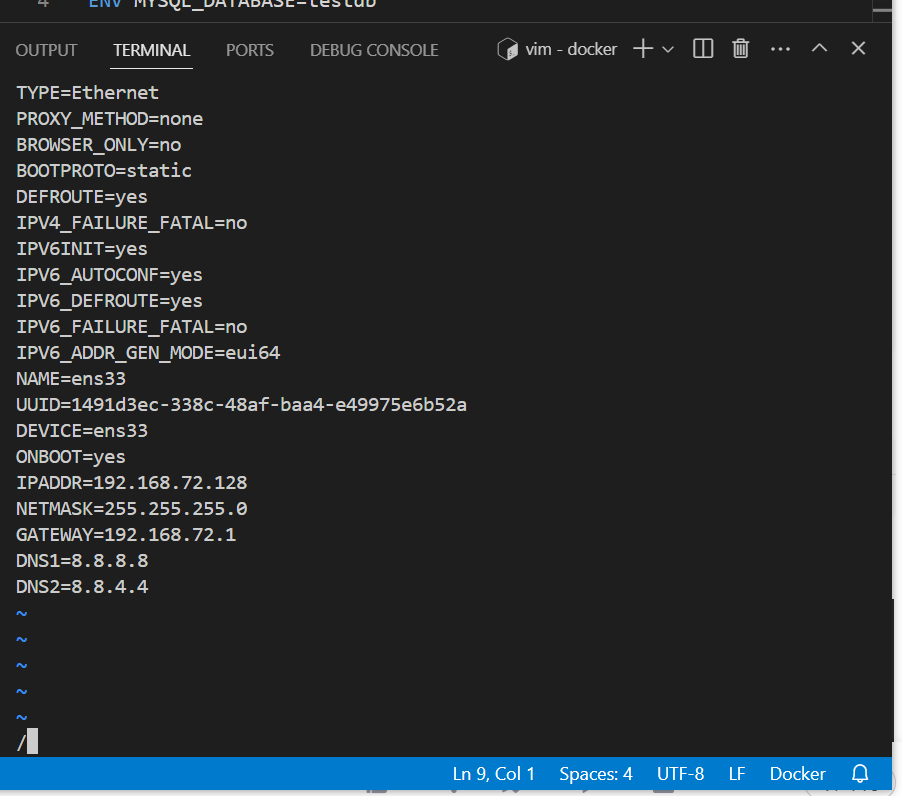 4 ENV MYSQL_DATABASE=testdb
OUTPUT TERMINAL PORTS DEBUG CONSOLE vim - docker
TYPE=Ethernet
PROXY_METHOD=none
BROWSER_ONLY=no
BOOTPROTO=static
DEFROUTE=yes
IPV4_FAILURE_FATAL=no
IPV6INIT=yes
IPV6_AUTOCONF=yes
IPV6_DEFROUTE=yes
IPV6_FAILURE_FATAL=no
IPV6_ADDR_GEN_MODE=eui64
NAME=ens33
UUID=1491d3ec-338c-48af-baa4-e49975e6b52a
DEVICE=ens33
ONBOOT=yes
IPADDR=192.168.72.128
NETMASK=255.255.255.0
GATEWAY=192.168.72.1
DNS1=8.8.8.8
DNS2=8.8.4.4
~
~
~
~
~
/
Ln 9, Col 1 Spaces: 4 UTF-8 LF Docker